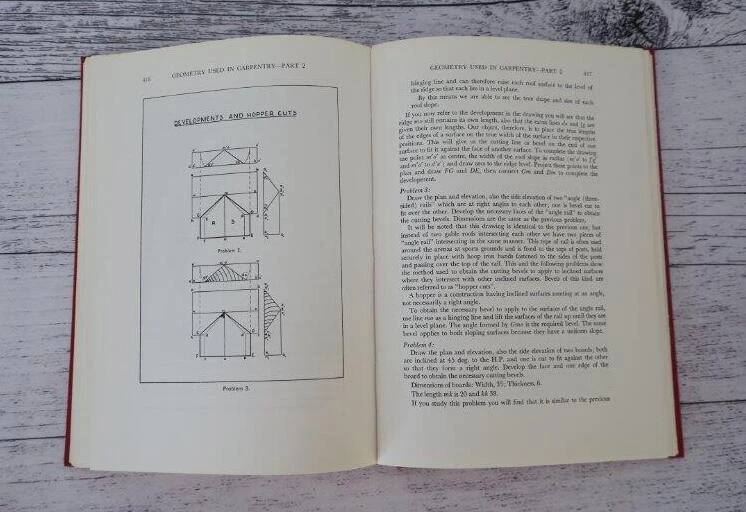 416
GEOMETRY USED IN CARPENTRY—PART 2
DEVELOPMENTS AND HOPPER CUTS
Problem 2.
Problem 3.
GEOMETRY USED IN CARPENTRY—PART 2
417
hinging line and can therefore raise each roof surface to the level of
the ridge so that each lies in a level plane.
By this means we are able to see the true shape and size of each
roof slope.
If you now refer to the development in the drawing you will see that the
ridge still retains its own length, also that the eaves lines and are
given their own lengths. Our object, therefore, is to place the true lengths
of the edges of a surface on the true width of the surface in their respective
positions. This will give us the cutting line or bevel on the end of one
surface to fit it against the face of another surface. To complete the drawing
use points m'o' as centre, the width of the roof slope as radius
and and draw arcs to the ridge level. Project these points to the
plan and draw FG and DE, then connect Gm and Dm to complete the
development.
Problem 3:
Draw the plan and elevation, also the side elevation of two "angle (three-
sided) rails" which are at right angles to each other; one is bevel cut to
fit over the other. Develop the necessary faces of the "angle rail" to obtain
the cutting bevels. Dimensions are the same as the previous problem.
It will be noted that this drawing is identical to the previous one, but
instead of two gable roofs intersecting each other we have two pieces of
"angle rail" intersecting in the same manner. This type of rail is often used
around the arenas at sports grounds and is fixed to the top of posts, held
securely in place with hoop iron bands fastened to the sides of the posts
and passing over the top of the rail. This and the following problems show
the method used to obtain the cutting bevels to apply to inclined surfaces
where they intersect with other inclined surfaces. Bevels of this kind are
often referred to as "hopper cuts".
A hopper is a construction having inclined surfaces meeting at an angle,
not necessarily a right angle.
To obtain the necessary bevel to apply to the surfaces of the angle rail,
use line as a hinging line and lift the surfaces of the rail up until they are
in a level plane. The angle formed by is the required bevel. The same
bevel applies to both sloping surfaces because they have a uniform slope.
Problem 4:
Draw the plan and elevation, also the side elevation of two boards; both
are inclined at 45 deg. to the H.P. and one is cut to fit against the other
so that they form a right angle. Develop the face and one edge of the
board to obtain the necessary cutting bevels.
Dimensions of boards: Width, Thickness, 6.
The length mk is 20 and kk 38.
If you study this problem you will find that it is similar to the previous